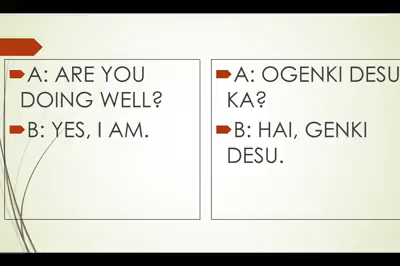 A: ARE YOU
DOING WELL?
B: YES, I AM.
A: OGENKI DESU
KA?
B: HAI, GENKI
DESU.